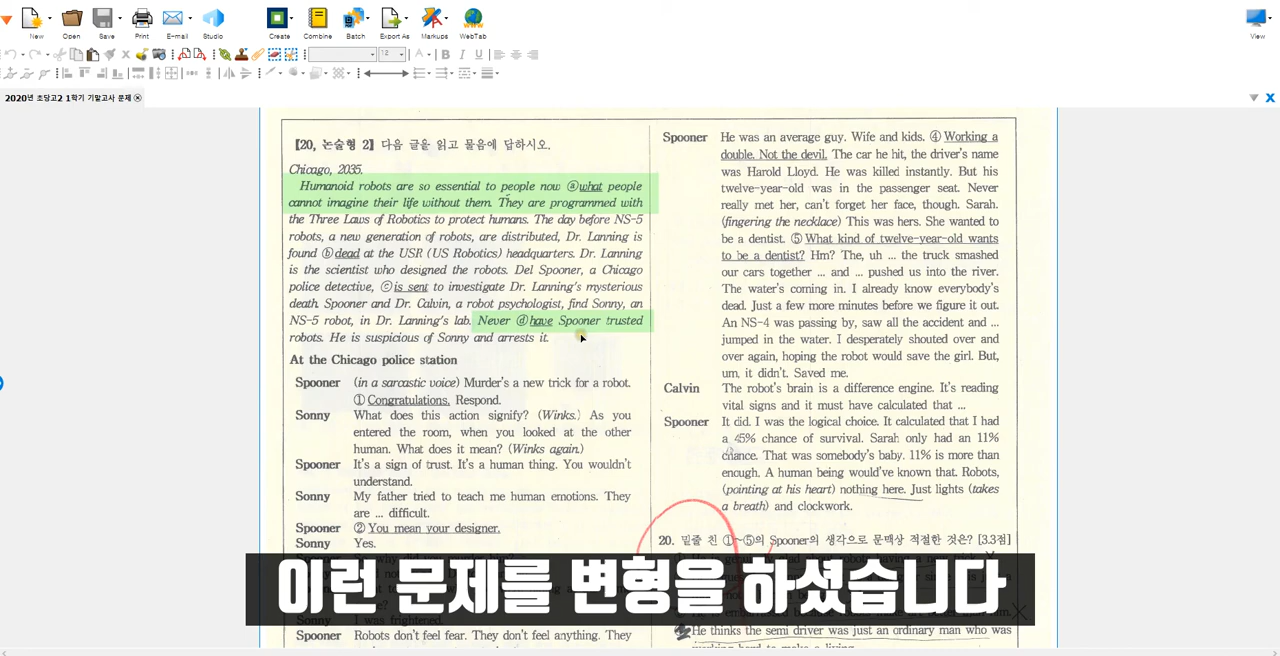 New
Open
Save
Print
E-mail
Studio
Create
Combine
Batch
Export As
Markups
WebTab
View
12
B I U
2020년 초당고2 1학기 기말고사 문제
【20, 논술형 2】 다음 글을 읽고 물음에 답하시오.
Chicago, 2035.
Humanoid robots are so essential to people now ⓐwhat people
cannot imagine their life without them. They are programmed with
the Three Laws of Robotics to protect humans. The day before NS-5
robots, a new generation of robots, are distributed, Dr. Lanning is
found ⓑdead at the USR (US Robotics) headquarters. Dr. Lanning
is the scientist who designed the robots. Del Spooner, a Chicago
police detective, ⓒis sent to investigate Dr. Lanning's mysterious
death. Spooner and Dr. Calvin, a robot psychologist, find Sonny, an
NS-5 robot, in Dr. Lanning's lab. Never ⓓhave Spooner trusted
robots. He is suspicious of Sonny and arrests it.
At the Chicago police station
Spooner (in a sarcastic voice) Murder's a new trick for a robot.
① Congratulations. Respond.
Sonny What does this action signify? (Winks.) As you
entered the room, when you looked at the other
human. What does it mean? (Winks again.)
Spooner It's a sign of trust. It's a human thing. You wouldn't
understand.
Sonny My father tried to teach me human emotions. They
are ... difficult.
Spooner ② You mean your designer.
Sonny Yes.
Spooner Robots don't feel fear. They don't feel anything. They
Spooner He was an average guy. Wife and kids. ④ Working a
double. Not the devil. The car he hit, the driver's name
was Harold Lloyd. He was killed instantly. But his
twelve-year-old was in the passenger seat. Never
really met her, can't forget her face, though. Sarah.
(fingering the necklace) This was hers. She wanted to
be a dentist. ⑤ What kind of twelve-year-old wants
to be a dentist? Hm? The, uh ... the truck smashed
our cars together ... and ... pushed us into the river.
The water's coming in. I already know everybody's
dead. Just a few more minutes before we figure it out.
An NS-4 was passing by, saw all the accident and ...
jumped in the water. I desperately shouted over and
over again, hoping the robot would save the girl. But,
um, it didn't. Saved me.
Calvin The robot's brain is a difference engine. It's reading
vital signs and it must have calculated that ...
Spooner It did. I was the logical choice. It calculated that I had
a 45% chance of survival. Sarah only had an 11%
chance. That was somebody's baby. 11% is more than
enough. A human being would've known that. Robots,
(pointing at his heart) nothing here. Just lights (takes
a breath) and clockwork.
20. 밑줄 친 ①~⑤의 Spooner의 생각으로 문맥상 적절한 것은? [3.3점]
He thinks the semi driver was just an ordinary man who was
working hard to make a living.
이런 문제를 변형을 하셨습니다